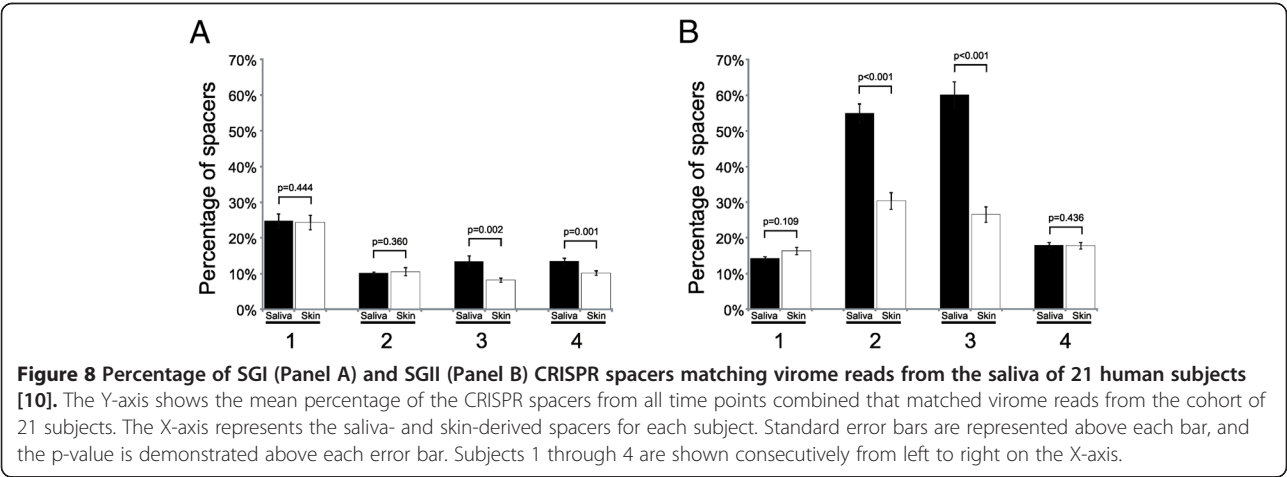 A
B
70%
60%
50%
40%
30%
20%
10%
0%
Percentage of spacers
p=0.444
p=0.360
p=0.002
p=0.001
Saliva Skin Saliva Skin Saliva Skin Saliva Skin
1 2 3 4
70%
60%
50%
40%
30%
20%
10%
0%
Percentage of spacers
p=0.109
p<0.001
p<0.001
p=0.436
Saliva Skin Saliva Skin Saliva Skin Saliva Skin
1 2 3 4
Figure 8 Percentage of SGI (Panel A) and SGII (Panel B) CRISPR spacers matching virome reads from the saliva of 21 human subjects
[10]. The Y-axis shows the mean percentage of the CRISPR spacers from all time points combined that matched virome reads from the cohort of
21 subjects. The X-axis represents the saliva- and skin-derived spacers for each subject. Standard error bars are represented above each bar, and
the p-value is demonstrated above each error bar. Subjects 1 through 4 are shown consecutively from left to right on the X-axis.